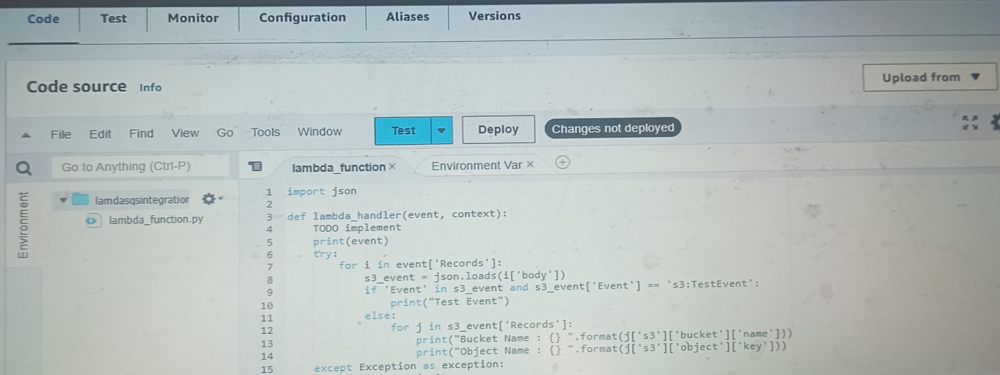 Code Test Monitor Configuration Aliases Versions
Code source Info
Upload from
File Edit Find View Go Tools Window Test Deploy Changes not deployed
Go to Anything (Ctrl-P)
lambda_function × Environment Var ×
Environment
lamdasqsintegration
lambda_function.py
1 import json
2
3 def lambda_handler(event, context):
4 TODO implement
5 print(event)
6 try:
7 for i in event['Records']:
8 s3_event = json.loads(i['body'])
9 if 'Event' in s3_event and s3_event['Event'] == 's3:TestEvent':
10 print("Test Event")
11 else:
12 for j in s3_event['Records']:
13 print("Bucket Name : {} ".format(j['s3']['bucket']['name']))
14 print("Object Name : {} ".format(j['s3']['object']['key']))
15 except Exception as exception: